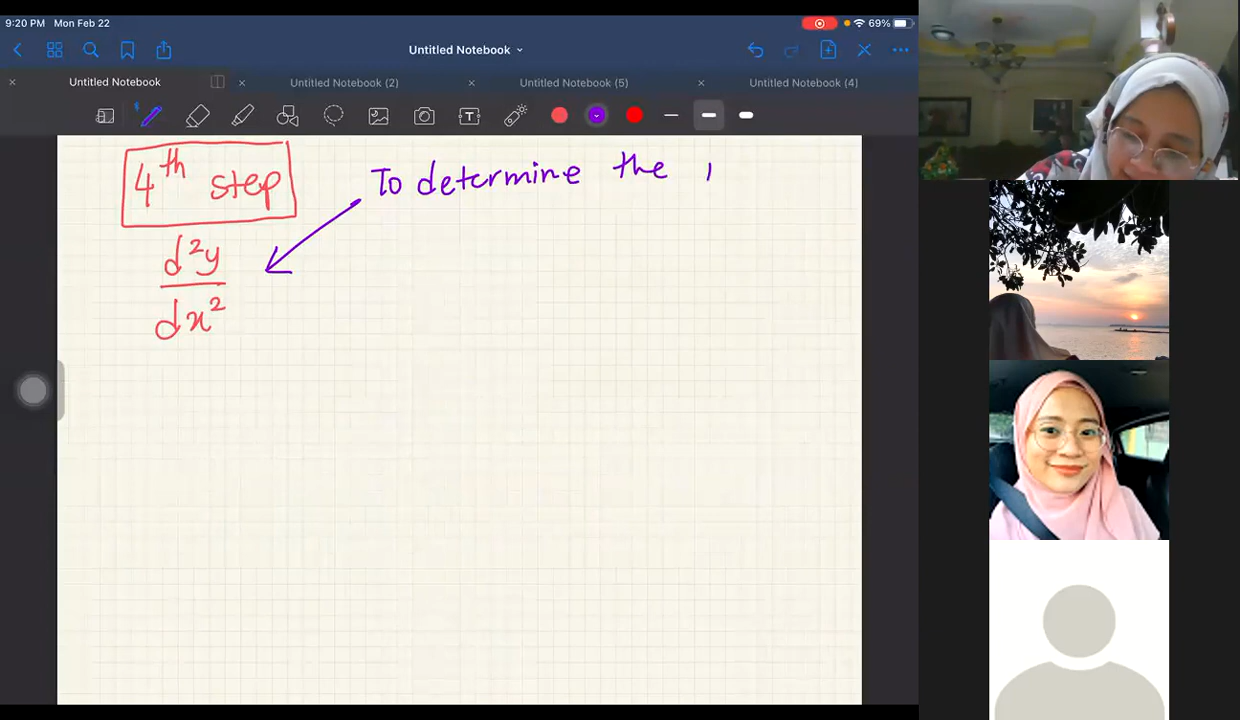 9:20 PM Mon Feb 22
69%
Untitled Notebook
Untitled Notebook
Untitled Notebook (2)
Untitled Notebook (5)
Untitled Notebook (4)
T
4th step
To determine the
d²y
dx²